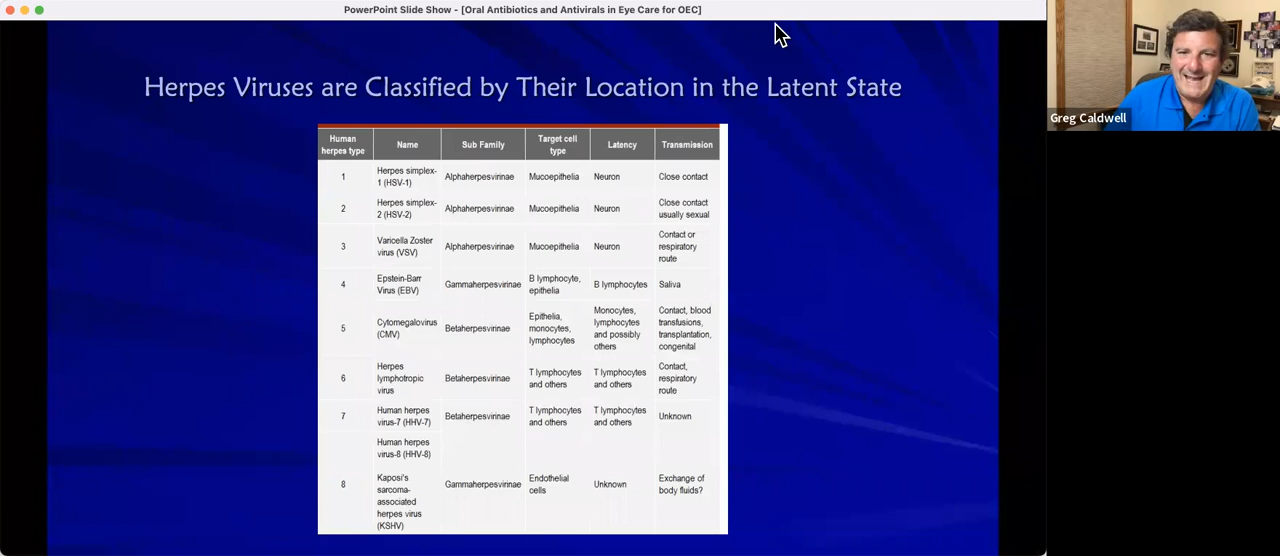 PowerPoint Slide Show - [Oral Antibiotics and Antivirals in Eye Care for OEC]
Greg Caldwell
Herpes Viruses are Classified by Their Location in the Latent State
Human
herpes type
Name
Sub Family
Target cell
type
Latency
Transmission
1
Herpes simplex-
1 (HSV-1)
Alphaherpesvirinae
Mucoepithelia
Neuron
Close contact
2
Herpes simplex-
2 (HSV-2)
Alphaherpesvirinae
Mucoepithelia
Neuron
Close contact
usually sexual
3
Varicella Zoster
virus (VSV)
Alphaherpesvirinae
Mucoepithelia
Neuron
Contact or
respiratory
route
4
Epstein-Barr
Virus (EBV)
Gammaherpesvirinae
B lymphocyte,
epithelia
B lymphocytes
Saliva
5
Cytomegalovirus
(CMV)
Betaherpesvirinae
Epithelia,
monocytes,
lymphocytes
Monocytes,
lymphocytes
and possibly
others
Contact, blood
transfusions,
transplantation,
congenital
6
Herpes
lymphotropic
virus
Betaherpesvirinae
T lymphocytes
and others
T lymphocytes
and others
Contact,
respiratory
route
7
Human herpes
virus-7 (HHV-7)
Betaherpesvirinae
T lymphocytes
and others
T lymphocytes
and others
Unknown
8
Human herpes
virus-8 (HHV-8)
Kaposi's
sarcoma-
associated
herpes virus
(KSHV)
Gammaherpesvirinae
Endothelial
cells
Unknown
Exchange of
body fluids?